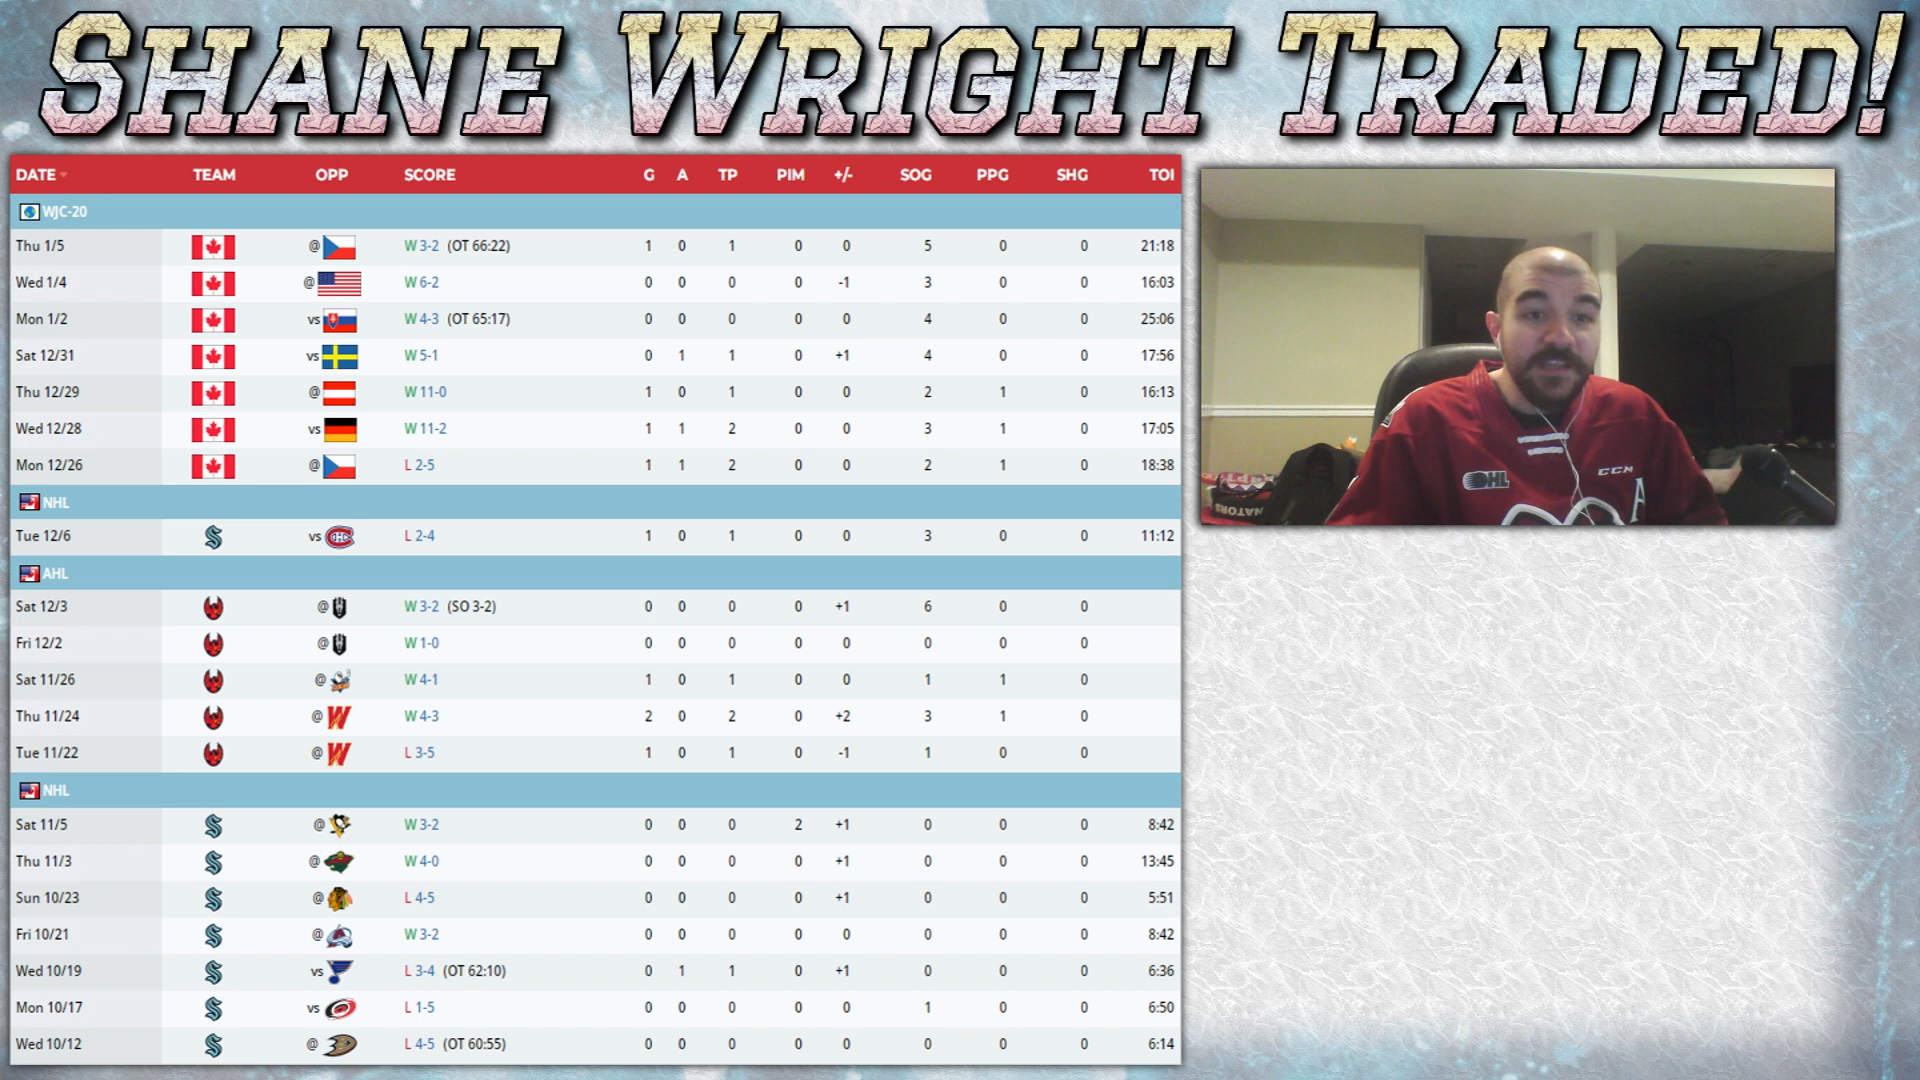 SHANE WRIGHT TRADED!
DATE TEAM OPP SCORE G A TP PIM +/- SOG PPG SHG TOI
WJC-20
Thu 1/5 @ W 3-2 (OT 66:22) 1 0 1 0 0 5 0 0 21:18
Wed 1/4 @ W 6-2 0 0 0 0 -1 3 0 0 16:03
Mon 1/2 vs W 4-3 (OT 65:17) 0 0 0 0 0 4 0 0 25:06
Sat 12/31 vs W 5-1 0 1 1 0 +1 4 0 0 17:56
Thu 12/29 @ W 11-0 1 0 1 0 0 2 1 0 16:13
Wed 12/28 vs W 11-2 1 1 2 0 0 3 1 0 17:05
Mon 12/26 @ L 2-5 1 1 2 0 0 2 1 0 18:38
NHL
Tue 12/6 vs L 2-4 1 0 1 0 0 3 0 0 11:12
AHL
Sat 12/3 @ W 3-2 (SO 3-2) 0 0 0 0 +1 6 0 0
Fri 12/2 @ W 1-0 0 0 0 0 0 0 0 0
Sat 11/26 @ W 4-1 1 0 1 0 0 1 1 0
Thu 11/24 @ W 4-3 2 0 2 0 +2 3 1 0
Tue 11/22 @ L 3-5 1 0 1 0 -1 1 0 0
NHL
Sat 11/5 @ W 3-2 0 0 0 2 +1 0 0 0 8:42
Thu 11/3 @ W 4-0 0 0 0 0 +1 0 0 0 13:45
Sun 10/23 @ L 4-5 0 0 0 0 +1 0 0 0 5:51
Fri 10/21 @ W 3-2 0 0 0 0 0 0 0 0 8:42
Wed 10/19 vs L 3-4 (OT 62:10) 0 1 1 0 +1 0 0 0 6:36
Mon 10/17 vs L 1-5 0 0 0 0 0 1 0 0 6:50
Wed 10/12 @ L 4-5 (OT 60:55) 0 0 0 0 0 0 0 0 6:14
OHL
CCM
A